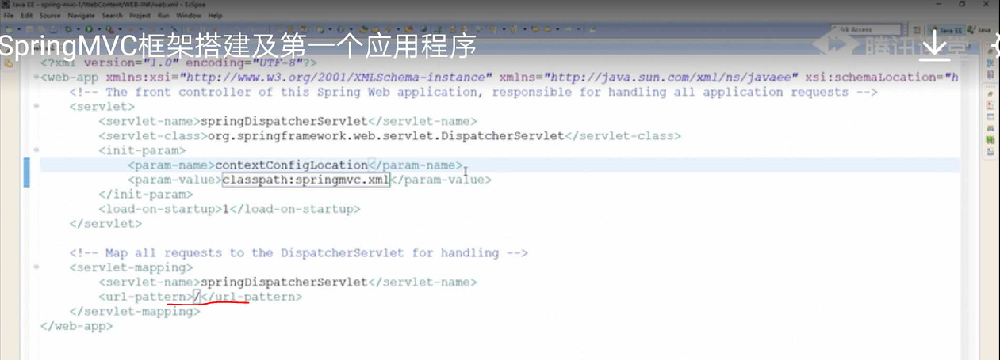 Java EE - spring-mvc-1/WebContent/WEB-INF/web.xml - Eclipse
File Edit Source Navigate Search Project Run Window Help
SpringMVC框架搭建及第一个应用程序
Access
Java EE
Java
腾讯课堂
<?xml version="1.0" encoding="UTF-8"?>
<web-app xmlns:xsi="http://www.w3.org/2001/XMLSchema-instance" xmlns="http://java.sun.com/xml/ns/javaee" xsi:schemaLocation="h
<!-- The front controller of this Spring Web application, responsible for handling all application requests -->
<servlet>
<servlet-name>springDispatcherServlet</servlet-name>
<servlet-class>org.springframework.web.servlet.DispatcherServlet</servlet-class>
<init-param>
<param-name>contextConfigLocation</param-name>
<param-value>classpath:springmvc.xml</param-value>
</init-param>
<load-on-startup>1</load-on-startup>
</servlet>
<!-- Map all requests to the DispatcherServlet for handling -->
<servlet-mapping>
<servlet-name>springDispatcherServlet</servlet-name>
<url-pattern>/</url-pattern>
</servlet-mapping>
</web-app>